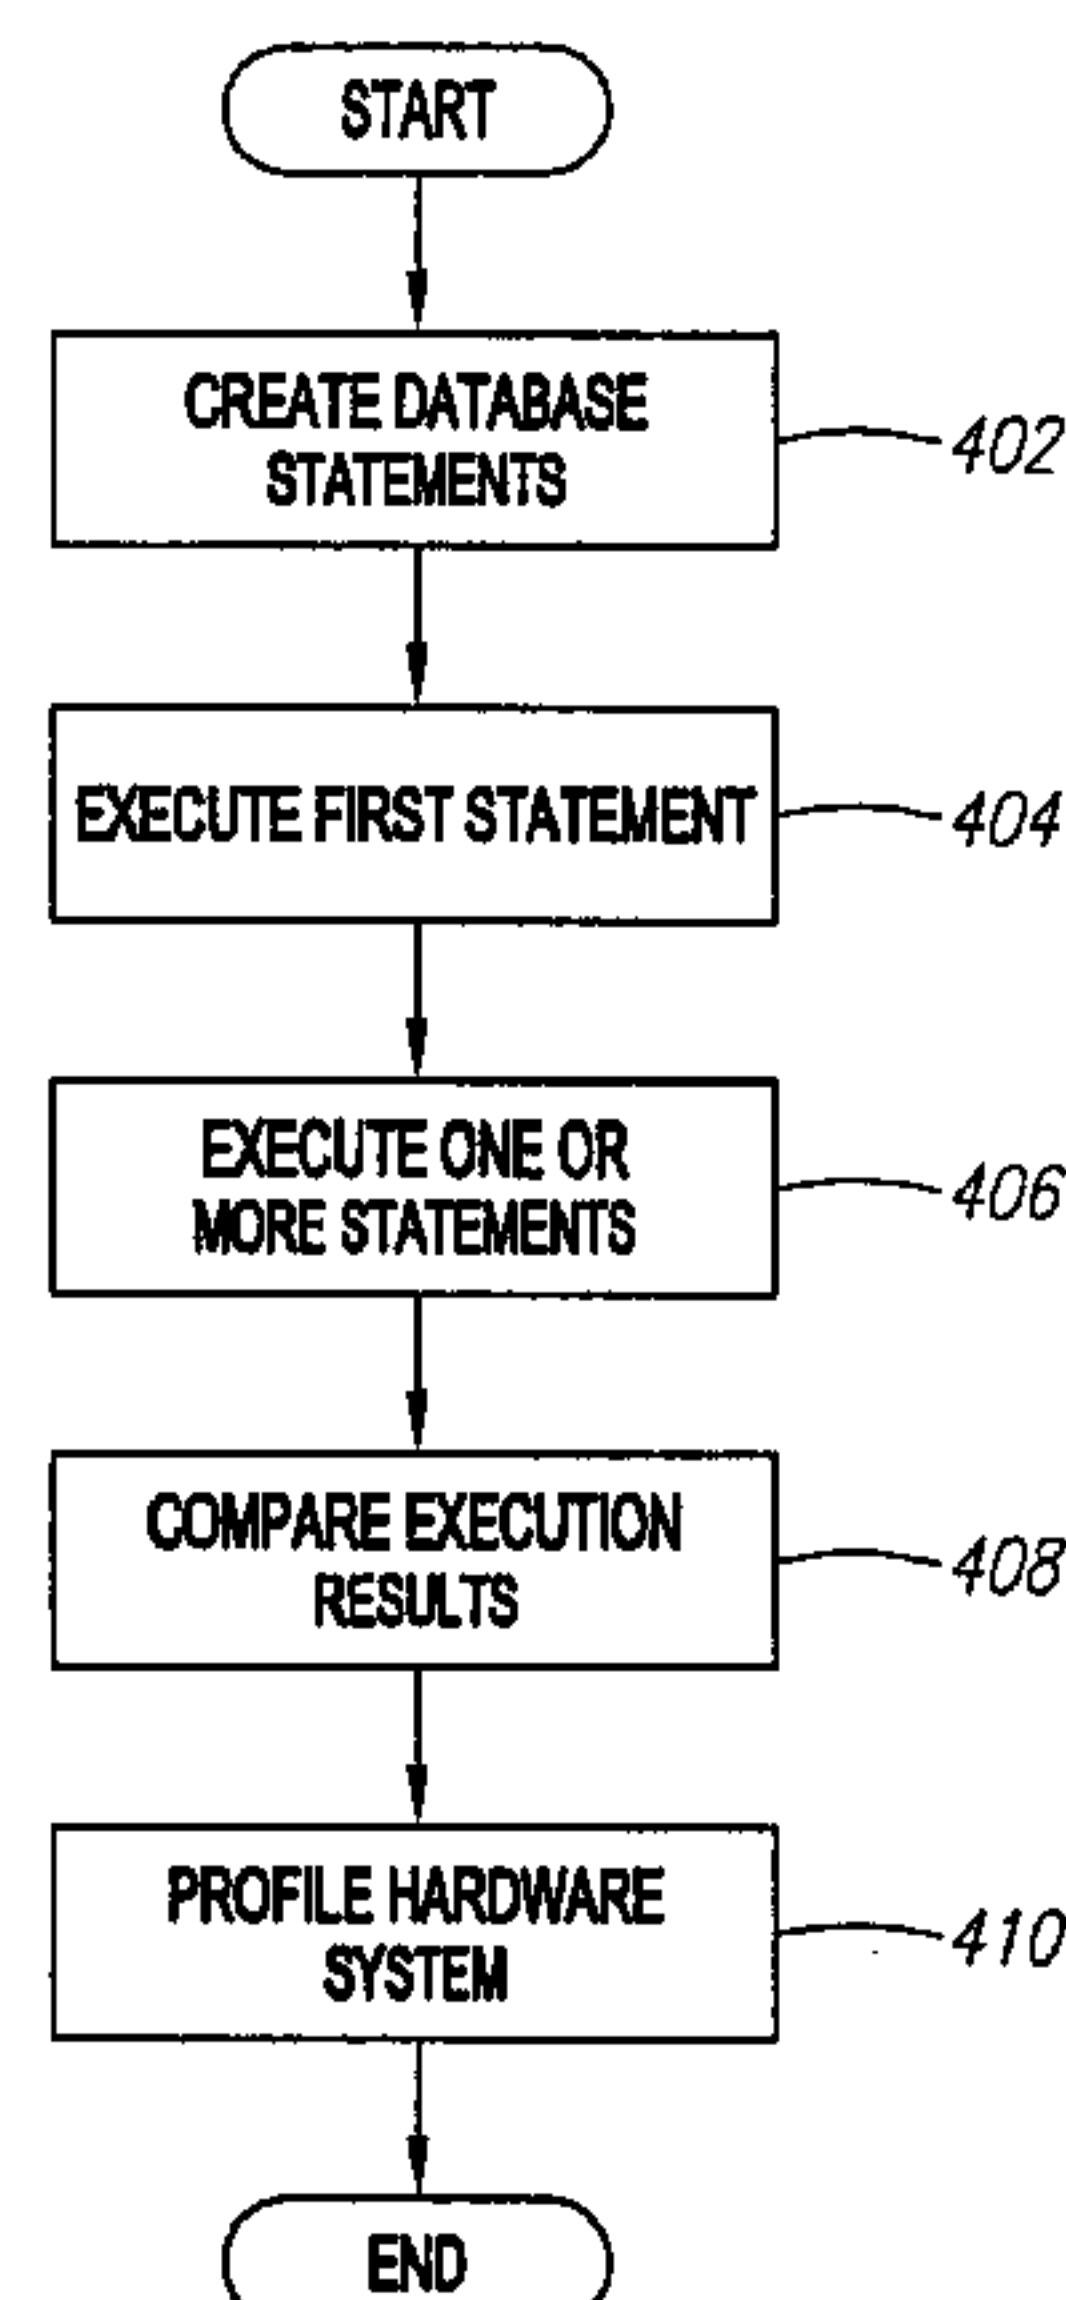 START
CREATE DATABASE
STATEMENTS
402
EXECUTE FIRST STATEMENT
404
EXECUTE ONE OR
MORE STATEMENTS
406
COMPARE EXECUTION
RESULTS
408
PROFILE HARDWARE
SYSTEM
410
END